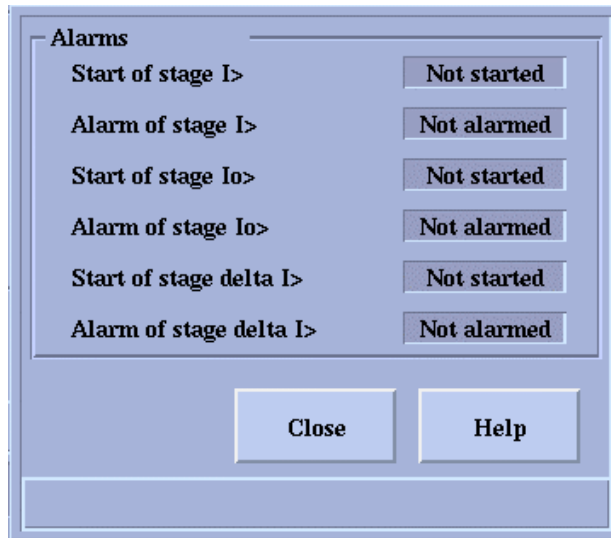 Alarms
Start of stage I> Not started
Alarm of stage I> Not alarmed
Start of stage Io> Not started
Alarm of stage Io> Not alarmed
Start of stage delta I> Not started
Alarm of stage delta I> Not alarmed
Close Help